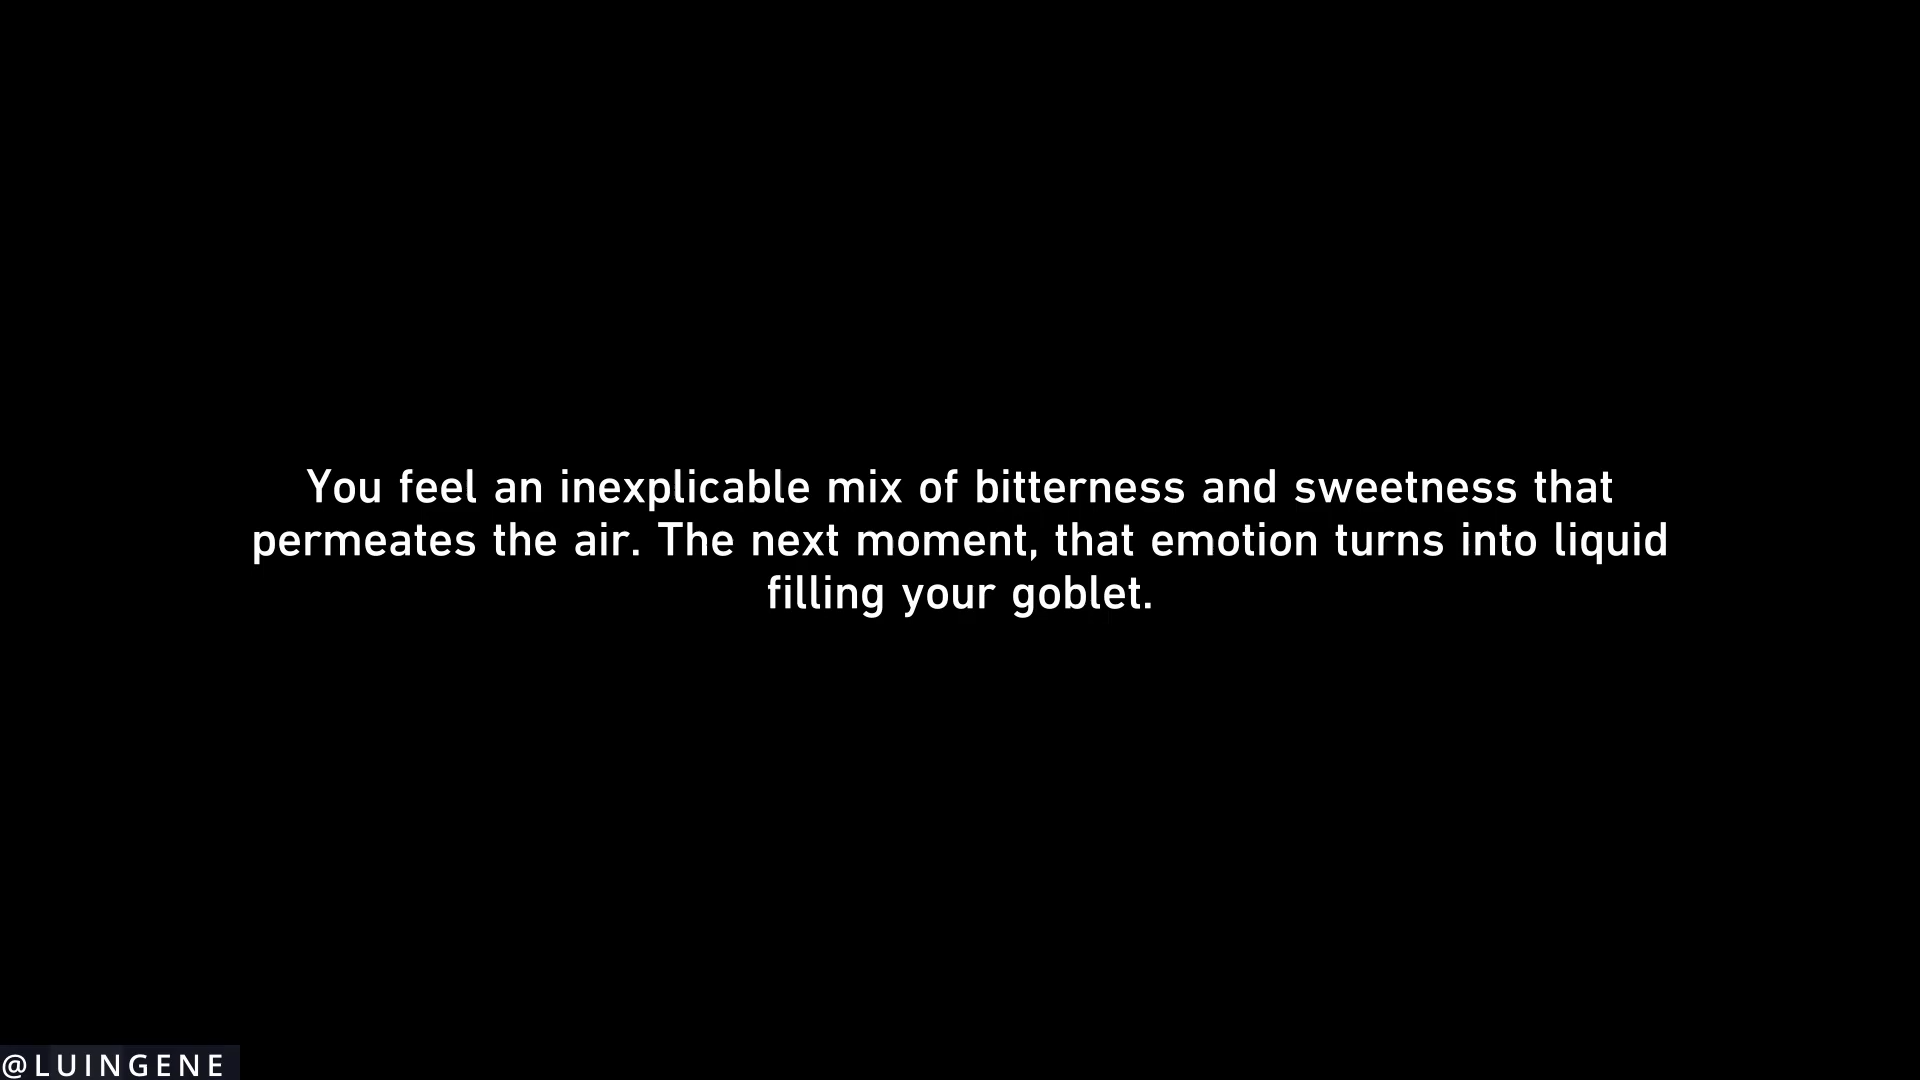 You feel an inexplicable mix of bitterness and sweetness that
permeates the air. The next moment, that emotion turns into liquid
filling your goblet.
@LUINGENE